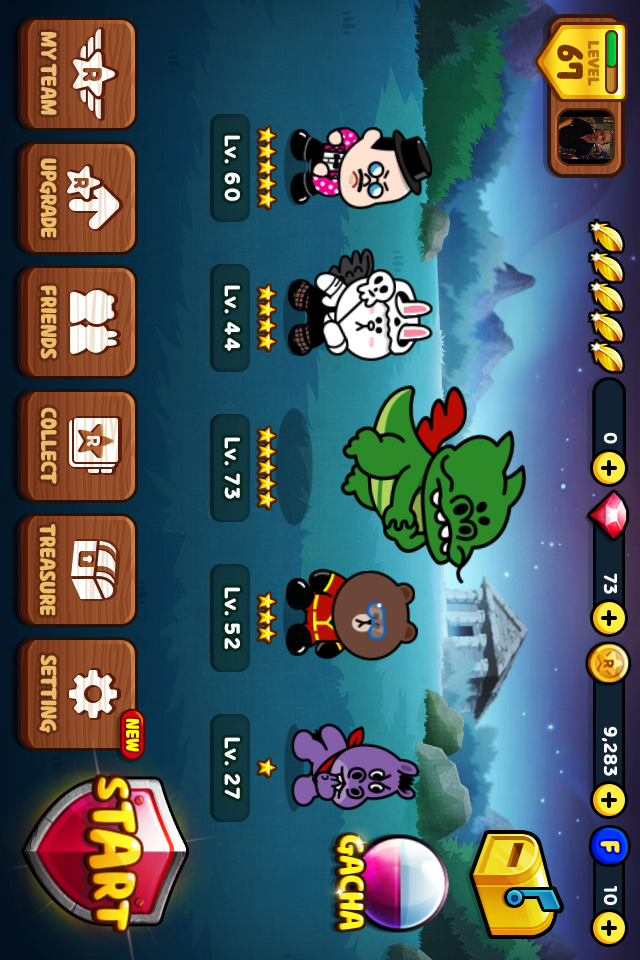 LEVEL
67
0
73
9,283
10
Lv. 60
Lv. 44
Lv. 73
Lv. 52
Lv. 27
GACHA
MY TEAM
UPGRADE
FRIENDS
COLLECT
TREASURE
SETTING
NEW
START
R
R
R
R
F